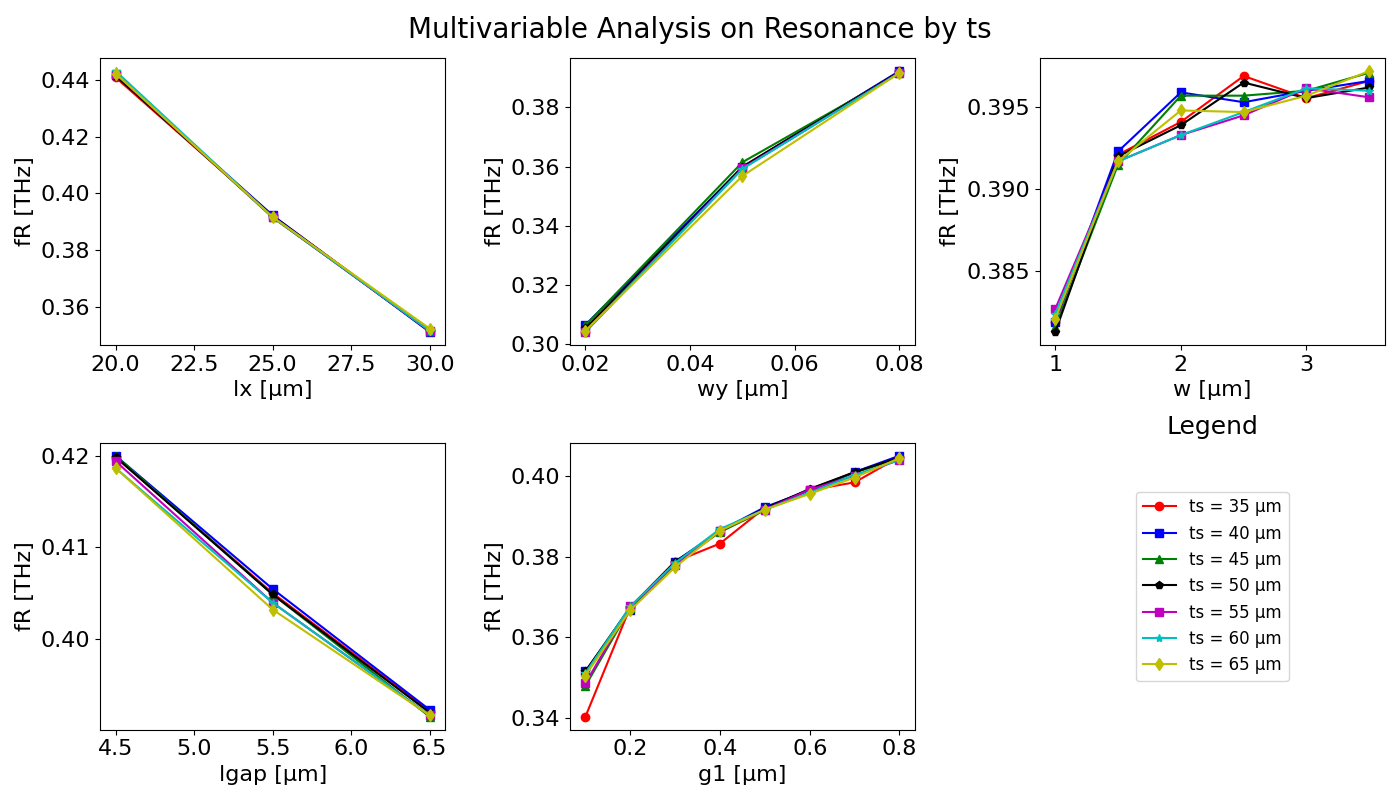 Multivariable Analysis on Resonance by ts
fR [THz]
0.44
0.42
0.40
0.38
0.36
20.0 22.5 25.0 27.5 30.0
lx [μm]
fR [THz]
0.38
0.36
0.34
0.32
0.30
0.02 0.04 0.06 0.08
wy [μm]
fR [THz]
0.395
0.390
0.385
1 2 3
w [μm]
fR [THz]
0.42
0.41
0.40
4.5 5.0 5.5 6.0 6.5
lgap [μm]
fR [THz]
0.40
0.38
0.36
0.34
0.2 0.4 0.6 0.8
g1 [μm]
Legend
ts = 35 μm
ts = 40 μm
ts = 45 μm
ts = 50 μm
ts = 55 μm
ts = 60 μm
ts = 65 μm